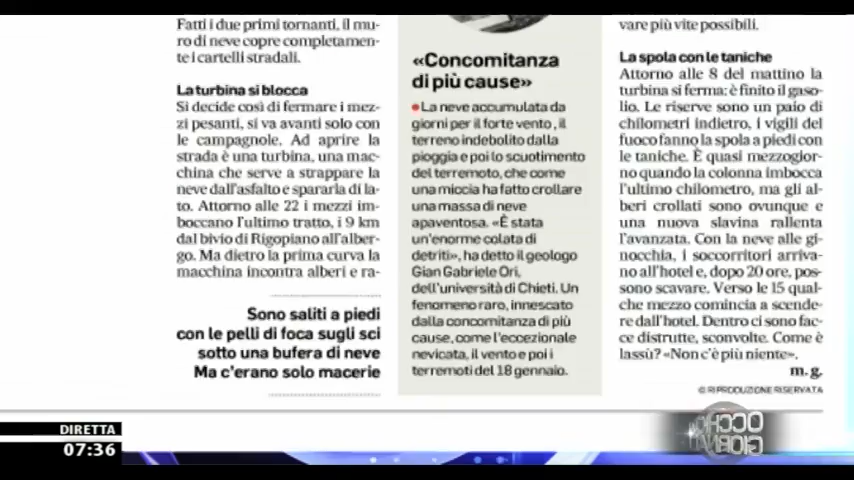 Fatti i due primi tornanti, il mu-
ro di neve copre completamen-
te i cartelli stradali.
La turbina si blocca
Si decide così di fermare i mez-
zi pesanti, si va avanti solo con
le campagnole. Ad aprire la
strada è una turbina, una mac-
china che serve a strappare la
neve dall'asfalto e spararla di la-
to. Attorno alle 22 i mezzi im-
boccano l'ultimo tratto, i 9 km
dal bivio di Rigopiano all'alber-
go. Ma dietro la prima curva la
macchina incontra alberi e ra-
Sono saliti a piedi
con le pelli di foca sugli sci
sotto una bufera di neve
Ma c'erano solo macerie
«Concomitanza
di più cause»
La neve accumulata da
giorni per il forte vento , il
terreno indebolito dalla
pioggia e poi lo scuotimento
del terremoto, che come
una miccia ha fatto crollare
una massa di neve
apaventosa. «È stata
un'enorme colata di
detriti», ha detto il geologo
Gian Gabriele Ori,
dell'università di Chieti. Un
fenomeno raro, innescato
dalla concomitanza di più
cause, come l'eccezionale
nevicata, il vento e poi i
terremoti del 18 gennaio.
vare più vite possibili.
La spola con le taniche
Attorno alle 8 del mattino la
turbina si ferma: è finito il gaso-
lio. Le riserve sono un paio di
chilometri indietro, i vigili del
fuoco fanno la spola a piedi con
le taniche. È quasi mezzogior-
no quando la colonna imbocca
l'ultimo chilometro, ma gli al-
beri crollati sono ovunque e
una nuova slavina rallenta
l'avanzata. Con la neve alle gi-
nocchia, i soccorritori arriva-
no all'hotel e, dopo 20 ore, pos-
sono scavare. Verso le 15 qual-
che mezzo comincia a scende-
re dall'hotel. Dentro ci sono fac-
ce distrutte, sconvolte. Come è
lassù? «Non c'è più niente».
m. g.
© RIPRODUZIONE RISERVATA
DIRETTA
07:36